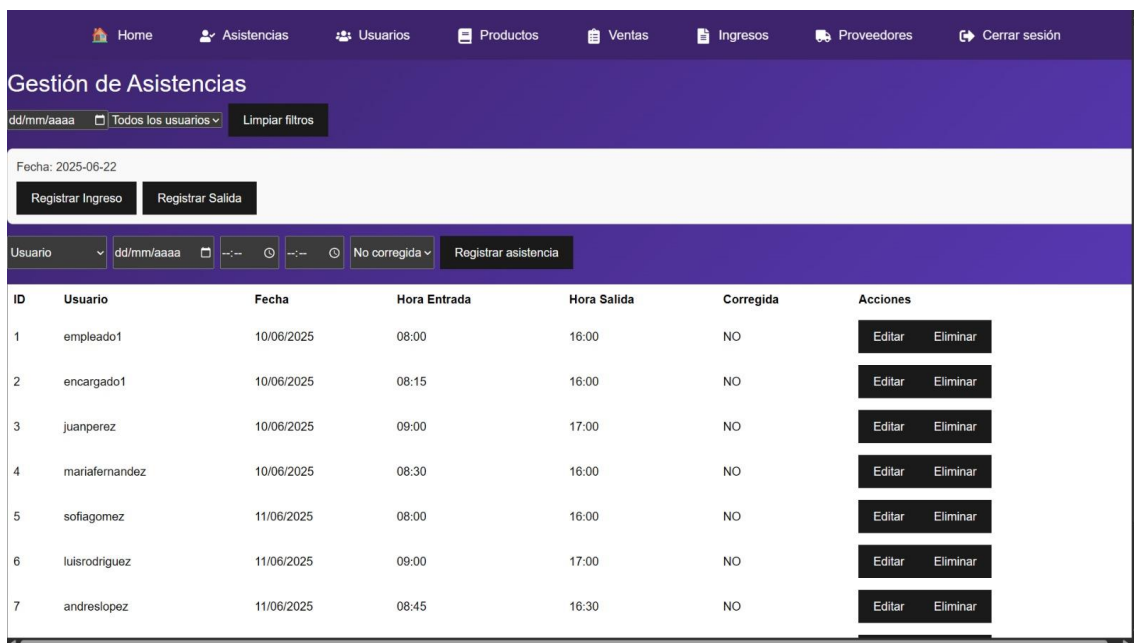 Home Asistencias Usuarios Productos Ventas Ingresos Proveedores Cerrar sesión
Gestión de Asistencias
dd/mm/aaaa Todos los usuarios Limpiar filtros
Fecha: 2025-06-22
Registrar Ingreso Registrar Salida
Usuario dd/mm/aaaa --:-- --:-- No corregida Registrar asistencia
ID Usuario Fecha Hora Entrada Hora Salida Corregida Acciones
1 empleado1 10/06/2025 08:00 16:00 NO Editar Eliminar
2 encargado1 10/06/2025 08:15 16:00 NO Editar Eliminar
3 juanperez 10/06/2025 09:00 17:00 NO Editar Eliminar
4 mariafernandez 10/06/2025 08:30 16:00 NO Editar Eliminar
5 sofiagomez 11/06/2025 08:00 16:00 NO Editar Eliminar
6 luisrodriguez 11/06/2025 09:00 17:00 NO Editar Eliminar
7 andreslopez 11/06/2025 08:45 16:30 NO Editar Eliminar